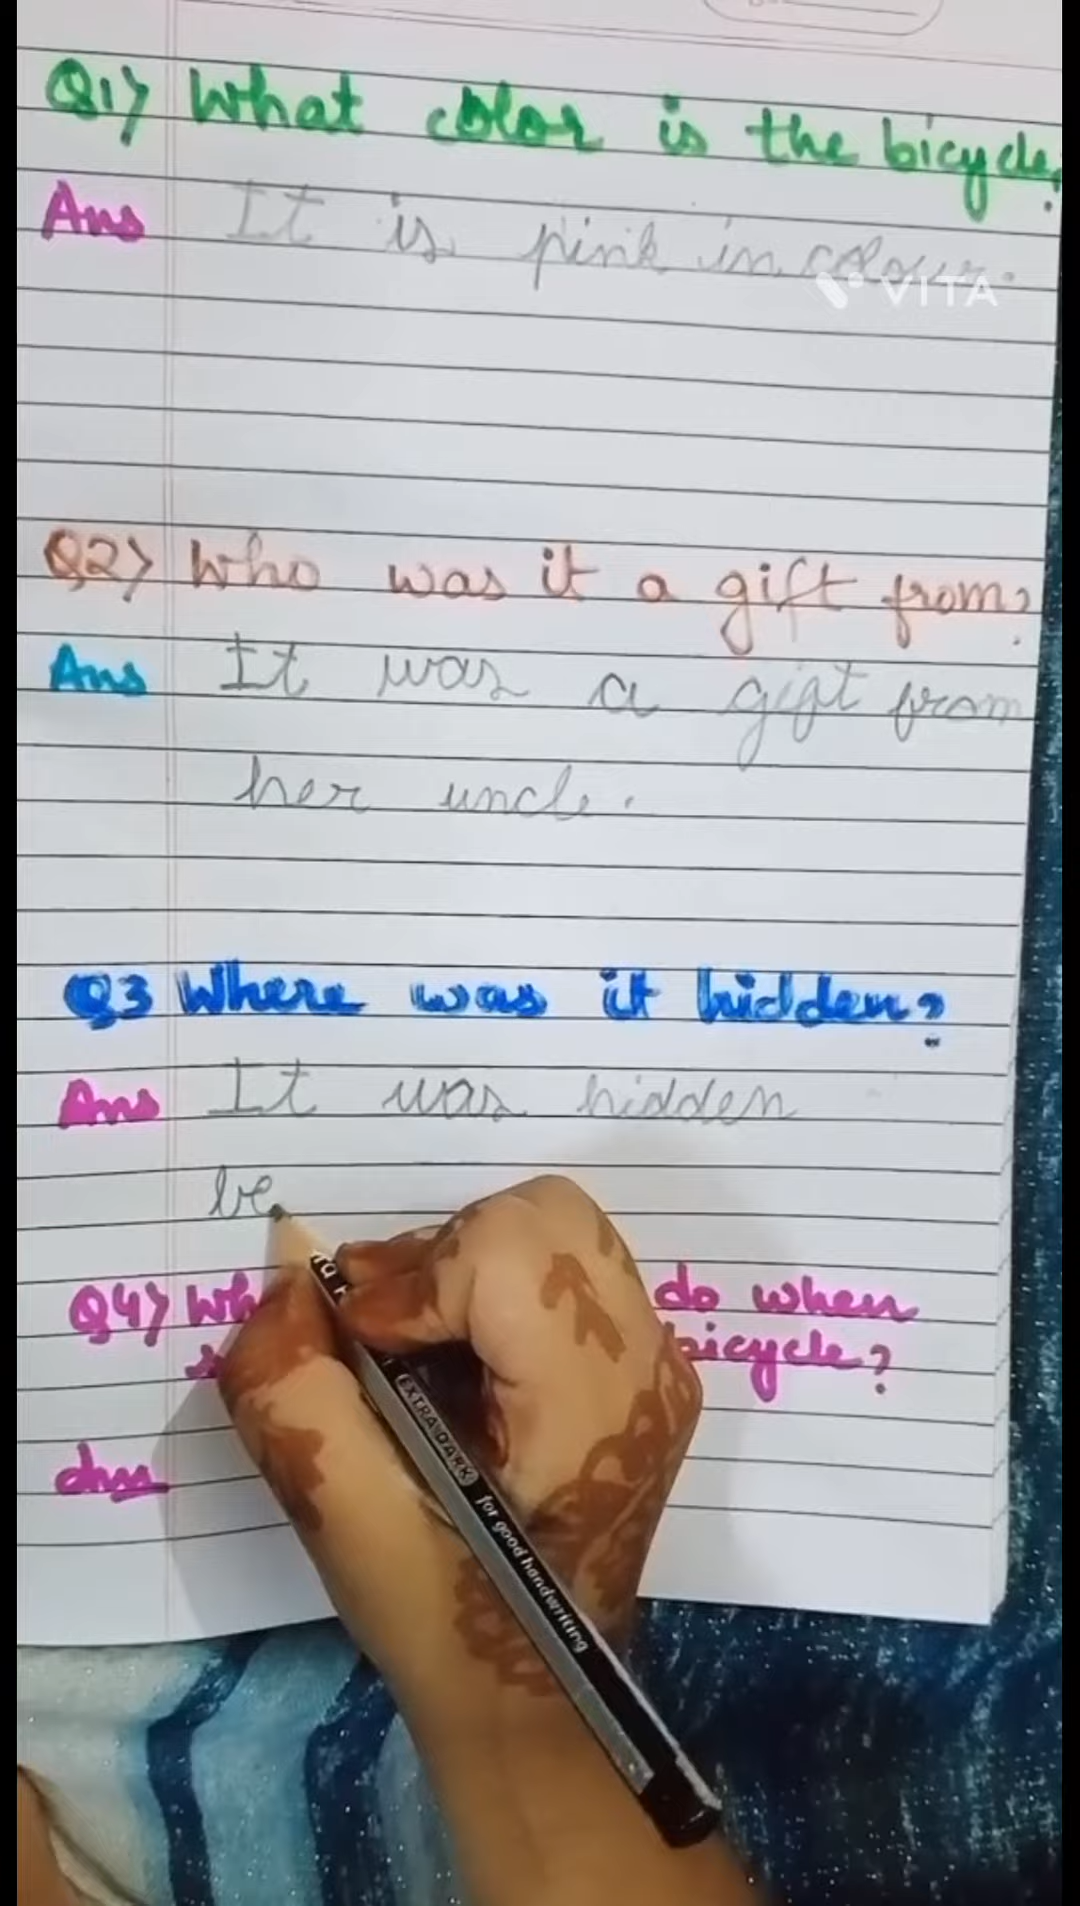 Q1> What color is the bicycle?
Ans It is pink in colour.
VITA
Q2> Who was it a gift from?
Ans It was a gift from
her uncle.
Q3 Where was it hidden?
Ans It was hidden
be
Q4> Wh do when
bicycle?
Ans
EXTRA DARK for good handwriting